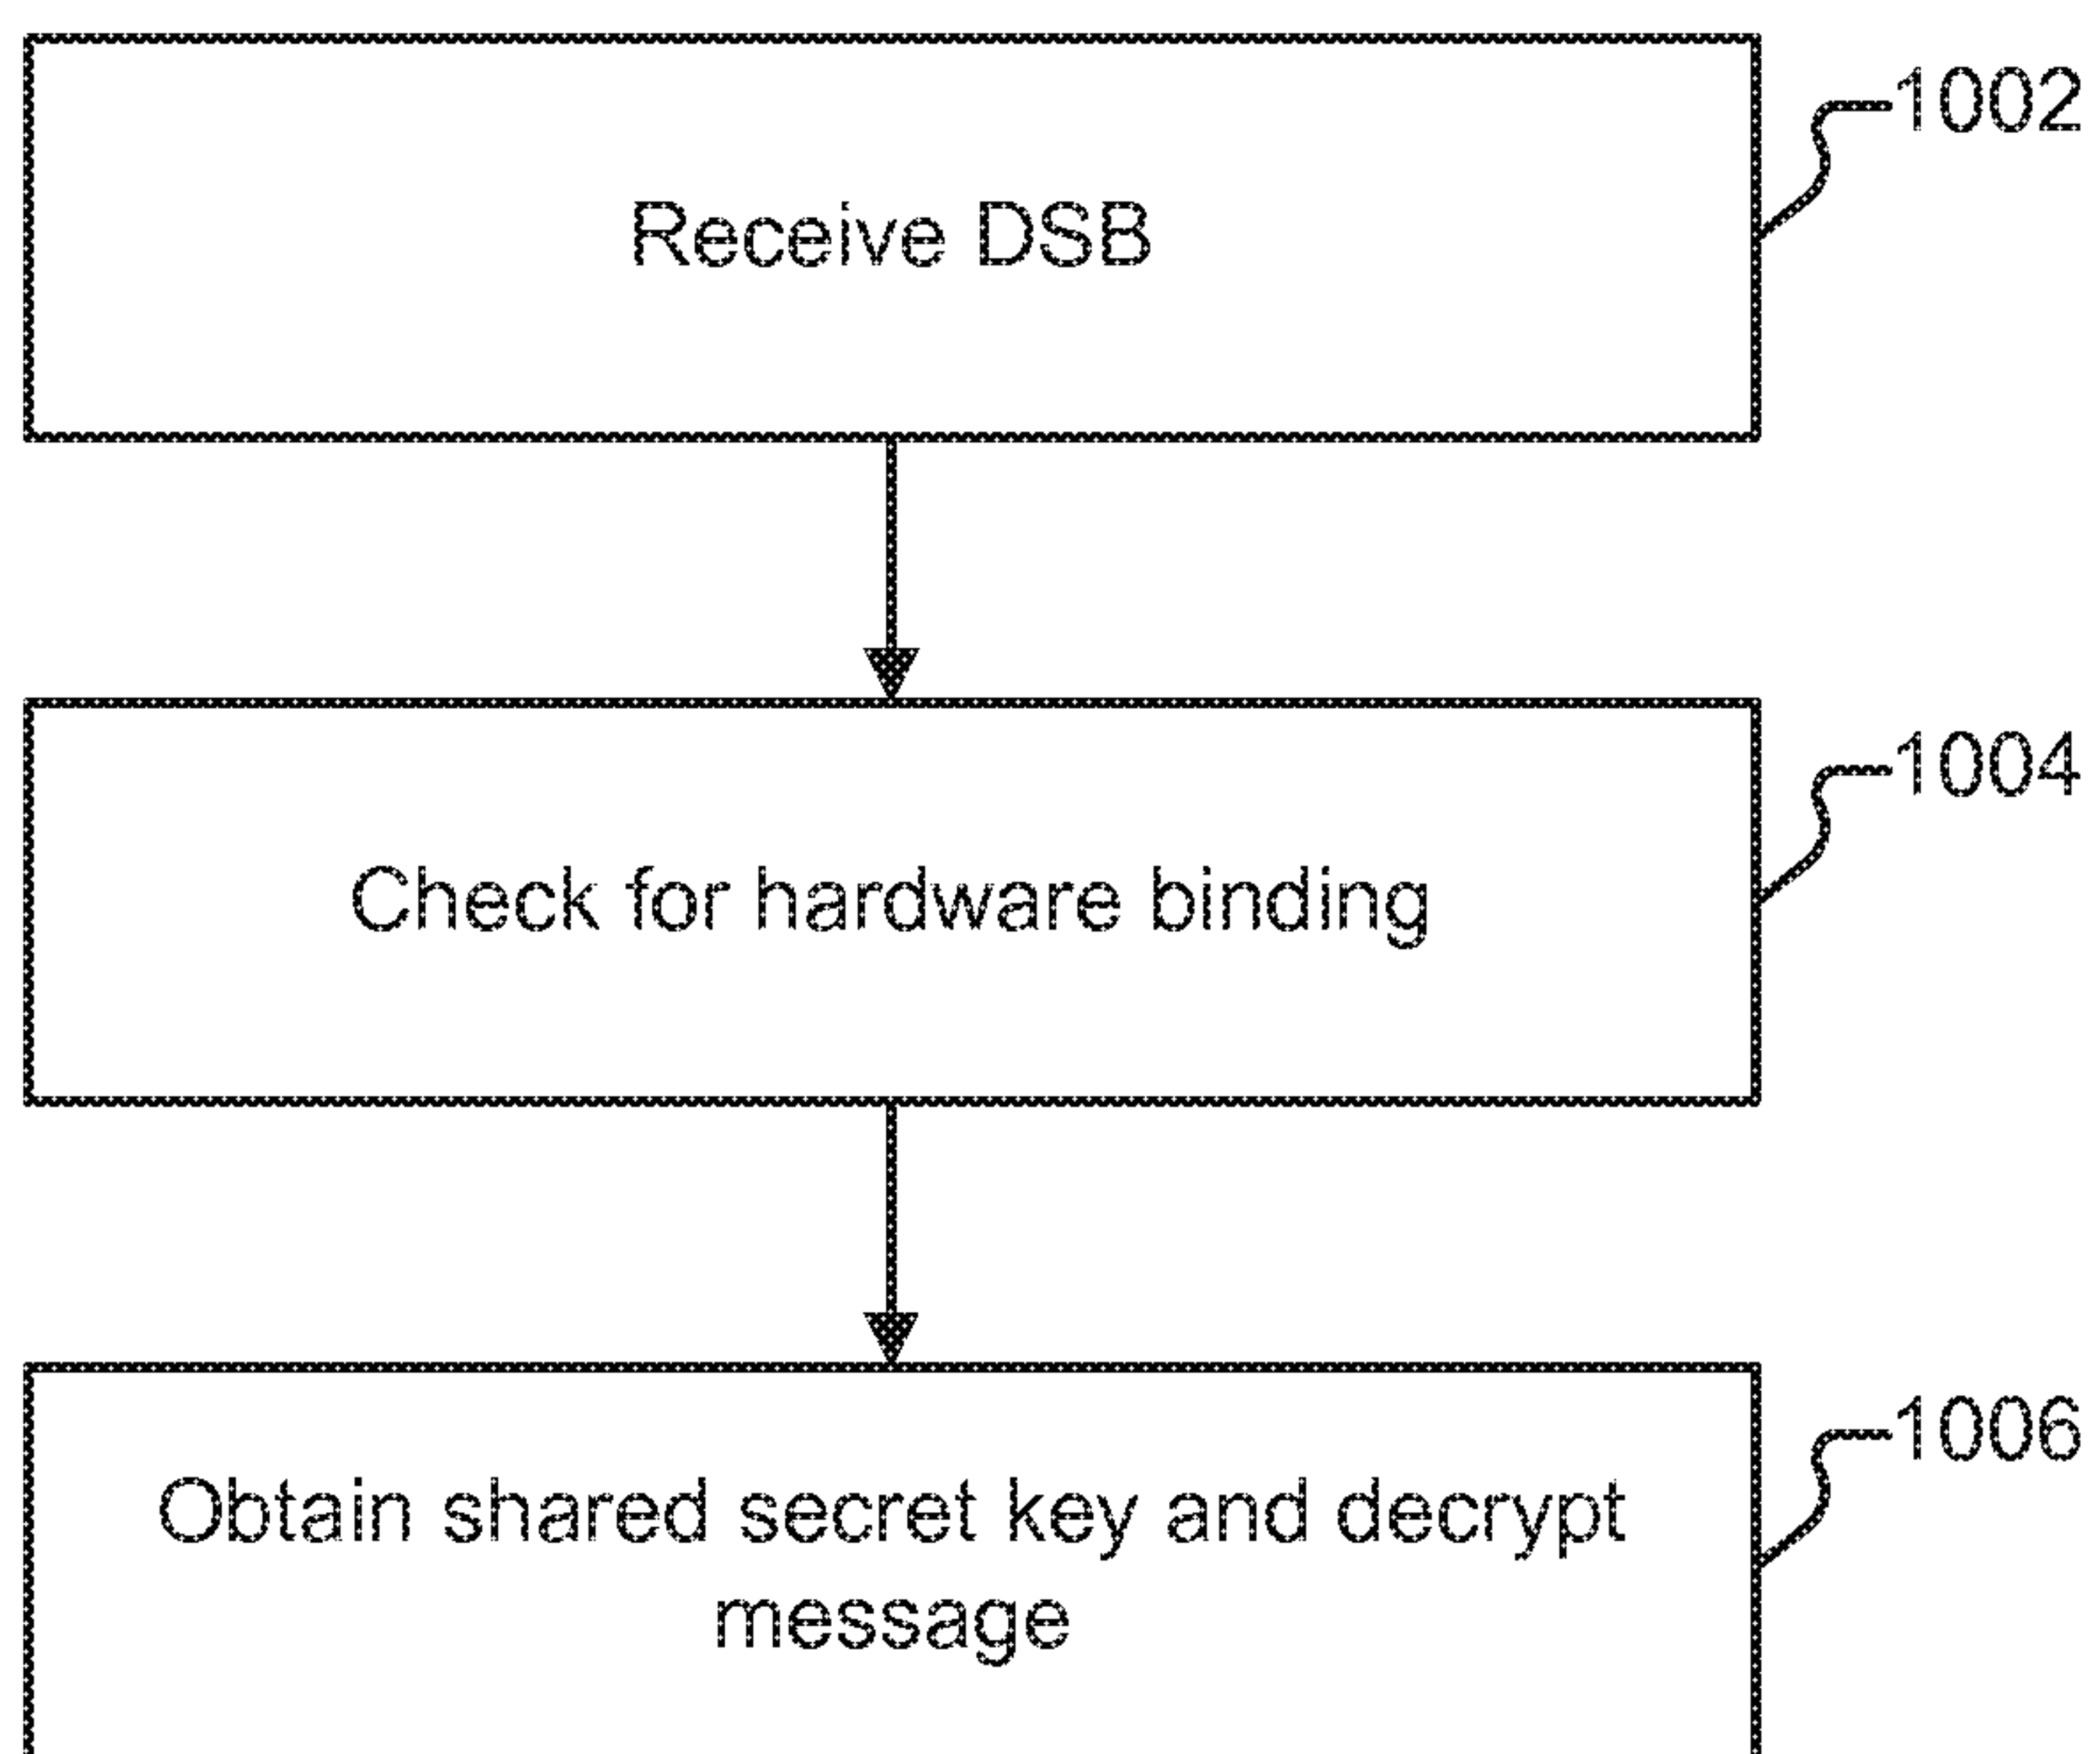 Receive DSB
1002
Check for hardware binding
1004
Obtain shared secret key and decrypt
message
1006